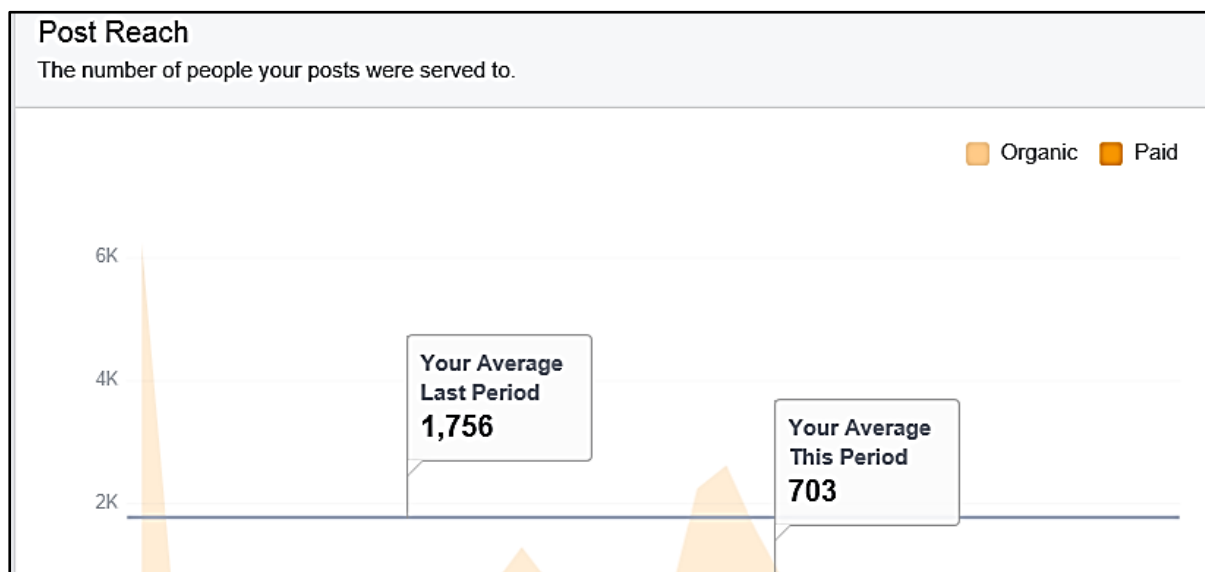 Post Reach
The number of people your posts were served to.
Organic Paid
6K
Your Average
Last Period
1,756
4K
Your Average
This Period
703
2K